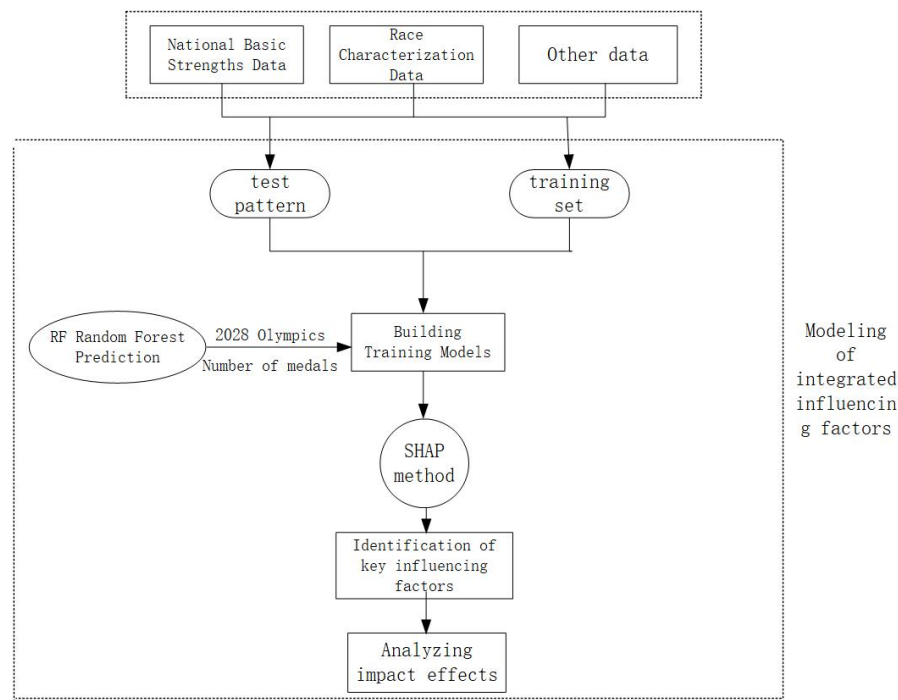 National Basic
Strengths Data
Race
Characterization
Data
Other data
test
pattern
training
set
RF Random Forest
Prediction
2028 Olympics
Number of medals
Building
Training Models
SHAP
method
Identification of
key influencing
factors
Analyzing
impact effects
Modeling
of
integrated
influencin
g factors